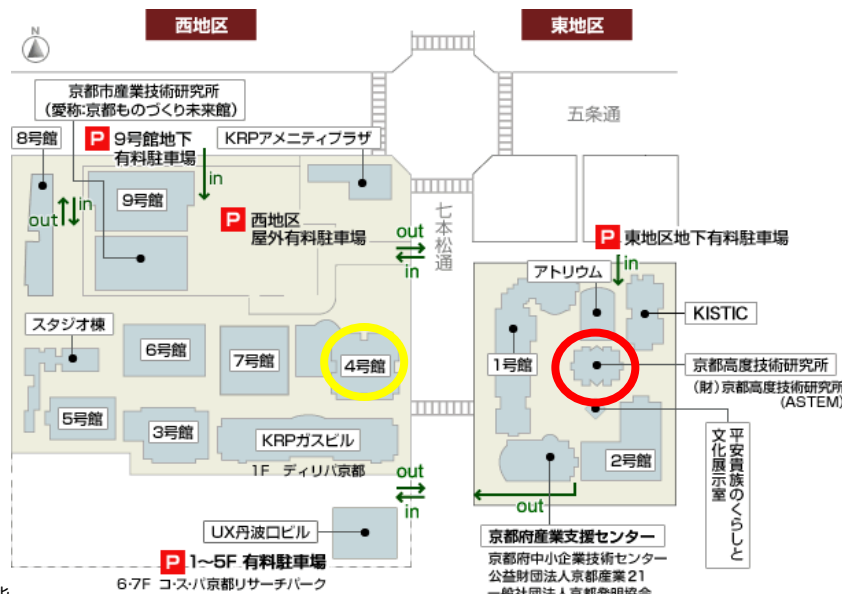 西地区
東地区
N
京都市産業技術研究所
(愛称:京都ものづくり未来館)
五条通
8号館
P 9号館地下
有料駐車場
KRPアメニティプラザ
in
out
in
9号館
P 西地区
屋外有料駐車場
out
in
七本松通
P 東地区地下有料駐車場
in
アトリウム
KISTIC
スタジオ棟
6号館
7号館
4号館
1号館
京都高度技術研究所
(財)京都高度技術研究所
(ASTEM)
5号館
3号館
KRPガスビル
1F ディリパ京都
2号館
平安貴族のくらしと
文化展示室
out
in
out
UX丹波口ビル
P 1~5F 有料駐車場
6・7F コ・ス・パ京都リサーチパーク
京都府産業支援センター
京都府中小企業技術センター
公益財団法人京都産業21
一般社団法人京都発明協会